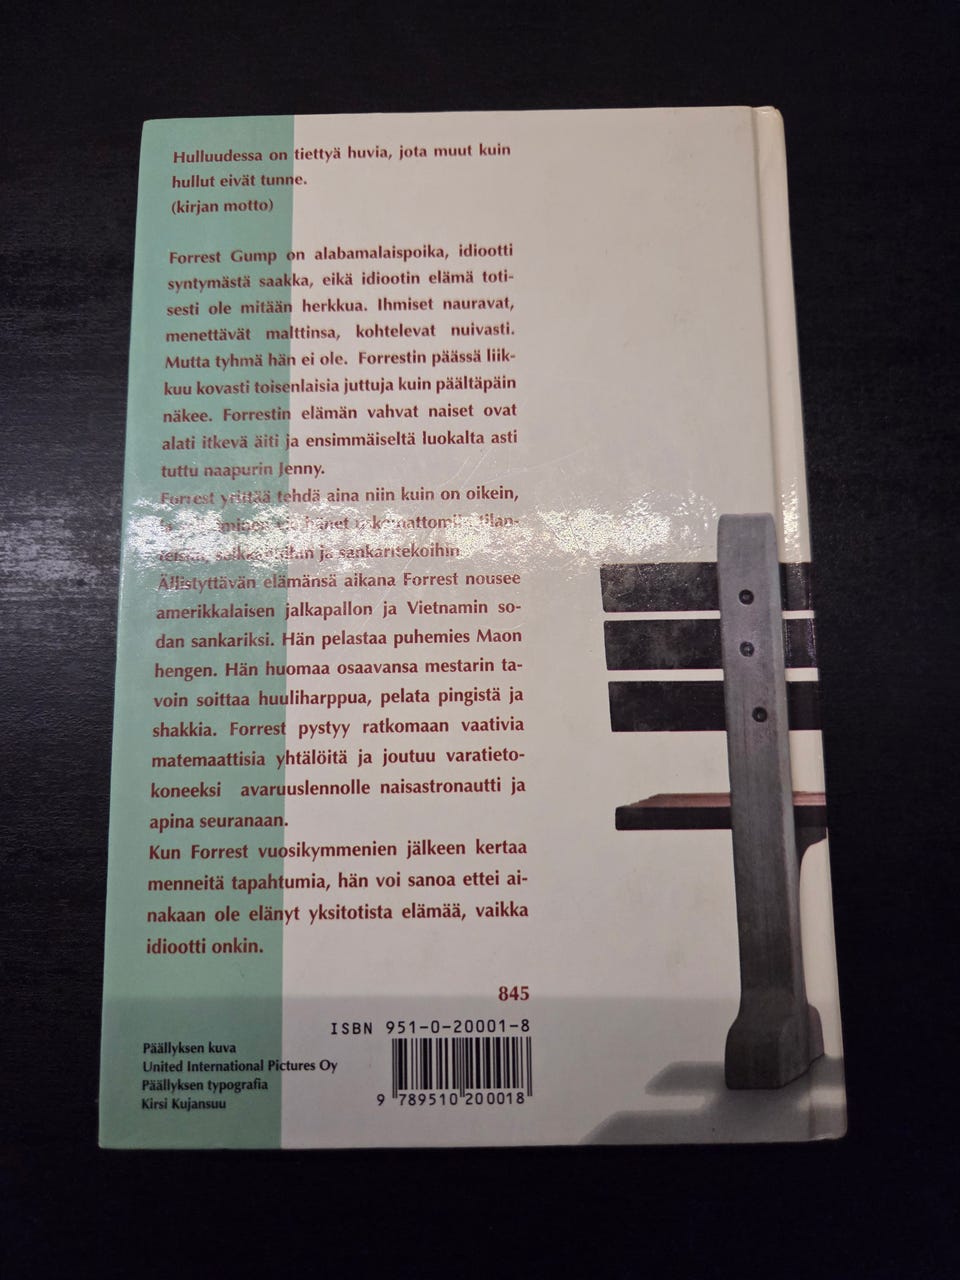 Hulluudessa on tiettyä huvia, jota muut kuin
hullut eivät tunne.
(kirjan motto)
Forrest Gump on alabamalaispoika, idiootti
syntymästä saakka, eikä idiootin elämä toti-
sesti ole mitään herkkua. Ihmiset nauravat,
menettävät malttinsa, kohtelevat nuivasti.
Mutta tyhmä hän ei ole. Forrestin päässä liik-
kuu kovasti toisenlaisia juttuja kuin päältäpäin
näkee. Forrestin elämän vahvat naiset ovat
alati itkevä äiti ja ensimmäiseltä luokalta asti
tuttu naapurin Jenny.
Forrest yrittää tehdä aina niin kuin on oikein,
hänet
ja sankaritekoihin.
Ällistyttävän elämänsä aikana Forrest nousee
amerikkalaisen jalkapallon ja Vietnamin so-
dan sankariksi. Hän pelastaa puhemies Maon
hengen. Hän huomaa osaavansa mestarin ta-
voin soittaa huuliharppua, pelata pingistä ja
shakkia. Forrest pystyy ratkomaan vaativia
matemaattisia yhtälöitä ja joutuu varatieto-
koneeksi avaruuslennolle naisastronautti ja
apina seuranaan.
Kun Forrest vuosikymmenien jälkeen kertaa
menneitä tapahtumia, hän voi sanoa ettei ai-
nakaan ole elänyt yksitotista elämää, vaikka
idiootti onkin.
845
ISBN 951-0-20001-8
9 789510 200018
Päällyksen kuva
United International Pictures Oy
Päällyksen typografia
Kirsi Kujansuu